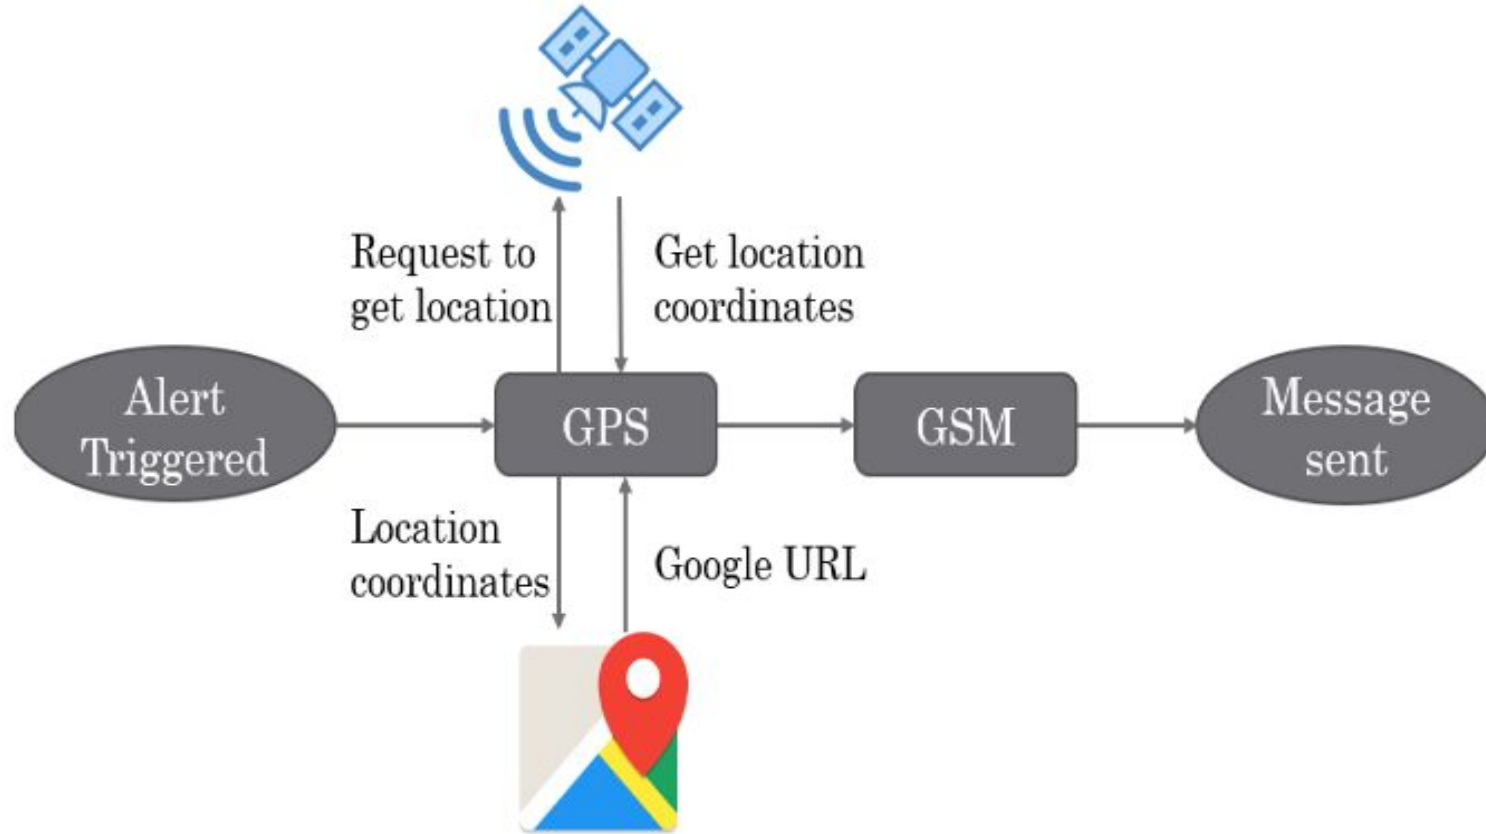 Request to
get location
Get location
coordinates
Alert
Triggered
GPS
GSM
Message
sent
Location
coordinates
Google URL